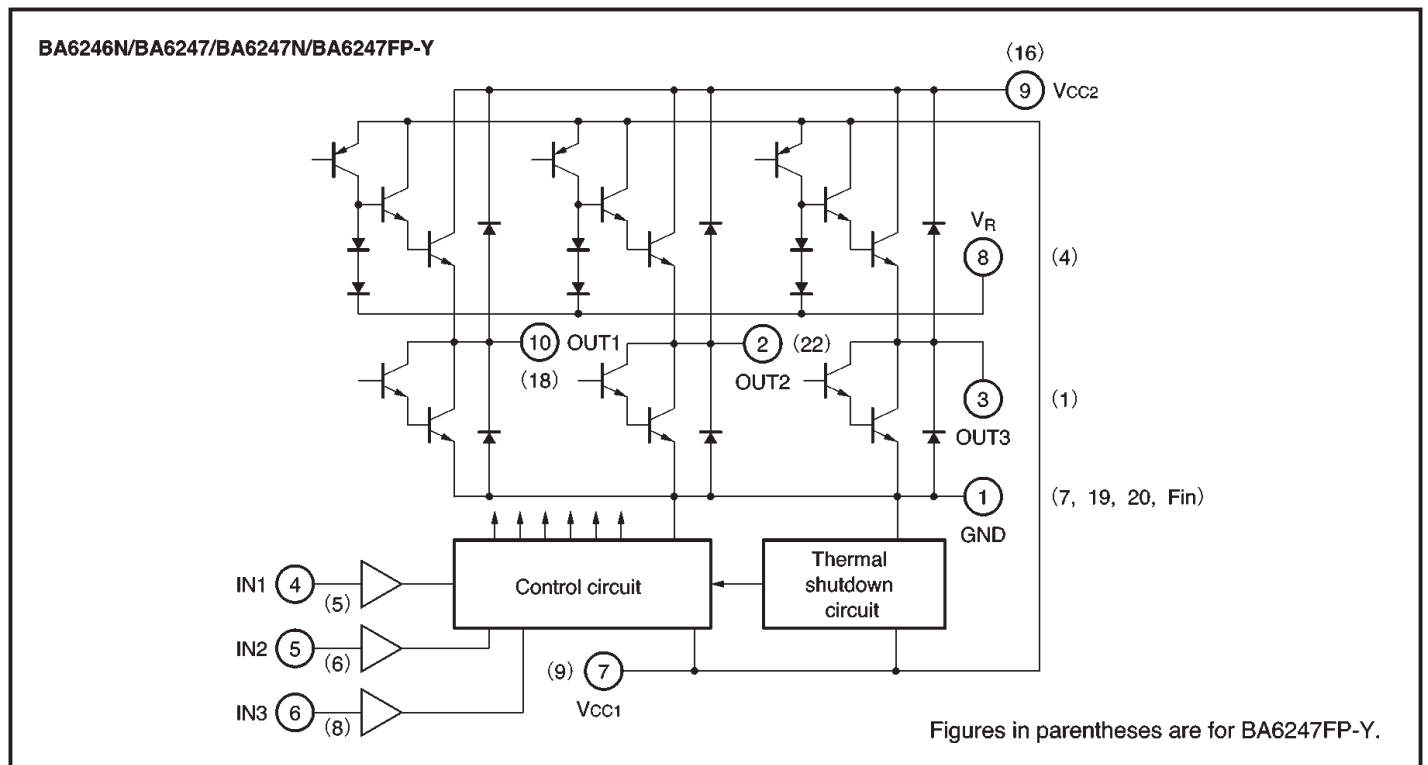 BA6246N/BA6247/BA6247N/BA6247FP-Y
(16)
9 VCC2
VR
8 (4)
10 OUT1
(18)
2 (22)
OUT2
3 (1)
OUT3
1 (7, 19, 20, Fin)
GND
Control circuit
Thermal
shutdown
circuit
IN1 4 (5)
IN2 5 (6)
IN3 6 (8)
(9) 7
VCC1
Figures in parentheses are for BA6247FP-Y.